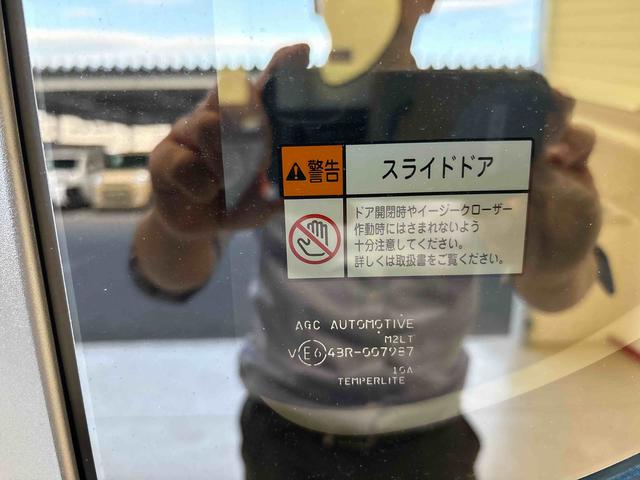 警告 スライドドア
ドア開閉時やイージークローザー
作動時にはさまれないよう
十分注意してください。
詳しくは取扱書をご覧ください。
AGC AUTOMOTIVE
M2LT
V E6 43R-007987
10A
TEMPERLITE